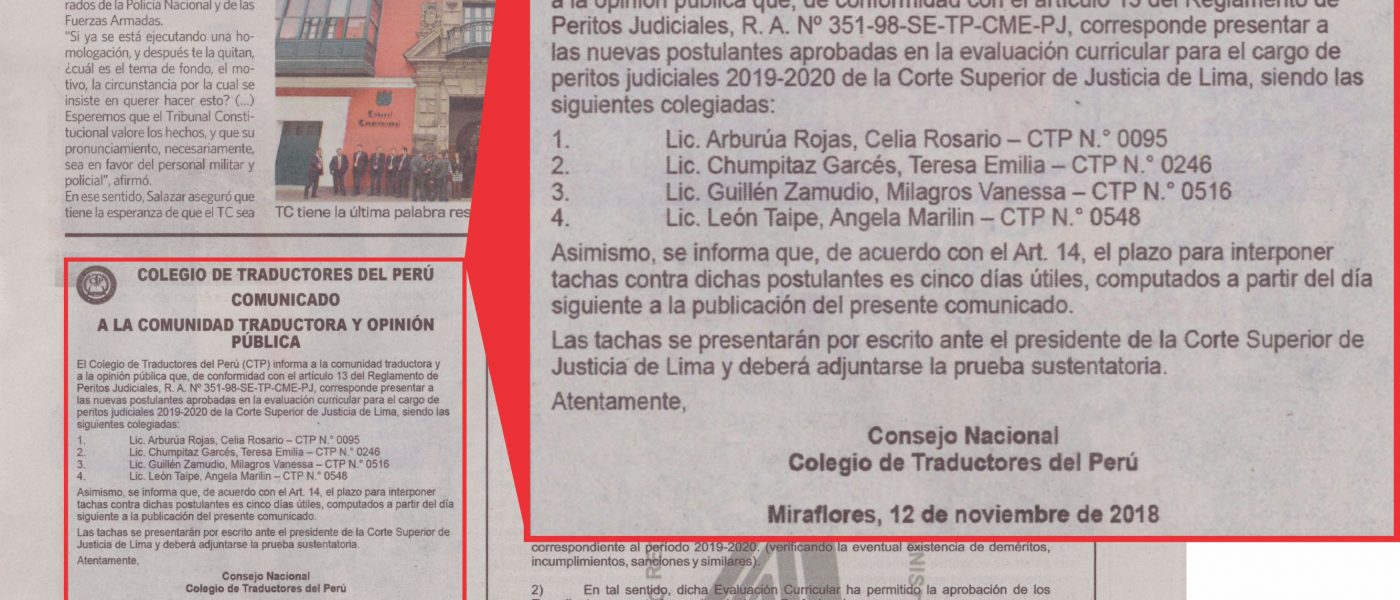 rados de la Policía Nacional y de las
Fuerzas Armadas.
"Si ya se está ejecutando una ho-
mologación, y después te la quitan,
¿cuál es el tema de fondo, el mo-
tivo, la circunstancia por la cual se
insiste en querer hacer esto? (...)
Esperemos que el Tribunal Consti-
tucional valore los hechos, y que su
pronunciamiento, necesariamente,
sea en favor del personal militar y
policial", afirmó.
En ese sentido, Salazar aseguró que
tiene la esperanza de que el TC sea
TC tiene la última palabra
COLEGIO DE TRADUCTORES DEL PERÚ
COMUNICADO
A LA COMUNIDAD TRADUCTORA Y OPINIÓN
PÚBLICA
El Colegio de Traductores del Perú (CTP) informa a la comunidad traductora y
a la opinión pública que, de conformidad con el artículo 13 del Reglamento de
Peritos Judiciales, R. A. Nº 351-98-SE-TP-CME-PJ, corresponde presentar a
las nuevas postulantes aprobadas en la evaluación curricular para el cargo de
peritos judiciales 2019-2020 de la Corte Superior de Justicia de Lima, siendo las
siguientes colegiadas:
1. Lic. Arburúa Rojas, Celia Rosario – CTP N.° 0095
2. Lic. Chumpitaz Garcés, Teresa Emilia – CTP N.° 0246
3. Lic. Guillén Zamudio, Milagros Vanessa – CTP N.° 0516
4. Lic. León Taipe, Angela Marilin – CTP N.° 0548
Asimismo, se informa que, de acuerdo con el Art. 14, el plazo para interponer
tachas contra dichas postulantes es cinco días útiles, computados a partir del día
siguiente a la publicación del presente comunicado.
Las tachas se presentarán por escrito ante el presidente de la Corte Superior de
Justicia de Lima y deberá adjuntarse la prueba sustentatoria.
Atentamente,
Consejo Nacional
Colegio de Traductores del Perú
a la opinión pública que, de conformidad con el artículo 13 del Reglamento de
Peritos Judiciales, R. A. Nº 351-98-SE-TP-CME-PJ, corresponde presentar a
las nuevas postulantes aprobadas en la evaluación curricular para el cargo de
peritos judiciales 2019-2020 de la Corte Superior de Justicia de Lima, siendo las
siguientes colegiadas:
1. Lic. Arburúa Rojas, Celia Rosario – CTP N.° 0095
2. Lic. Chumpitaz Garcés, Teresa Emilia – CTP N.° 0246
3. Lic. Guillén Zamudio, Milagros Vanessa – CTP N.° 0516
4. Lic. León Taipe, Angela Marilin – CTP N.° 0548
Asimismo, se informa que, de acuerdo con el Art. 14, el plazo para interponer
tachas contra dichas postulantes es cinco días útiles, computados a partir del día
siguiente a la publicación del presente comunicado.
Las tachas se presentarán por escrito ante el presidente de la Corte Superior de
Justicia de Lima y deberá adjuntarse la prueba sustentatoria.
Atentamente,
Consejo Nacional
Colegio de Traductores del Perú
Miraflores, 12 de noviembre de 2018
correspondiente al período 2019-2020. (verificando la eventual existencia de deméritos,
incumplimientos, sanciones y similares).
2) En tal sentido, dicha Evaluación Curricular ha permitido la aprobación de los